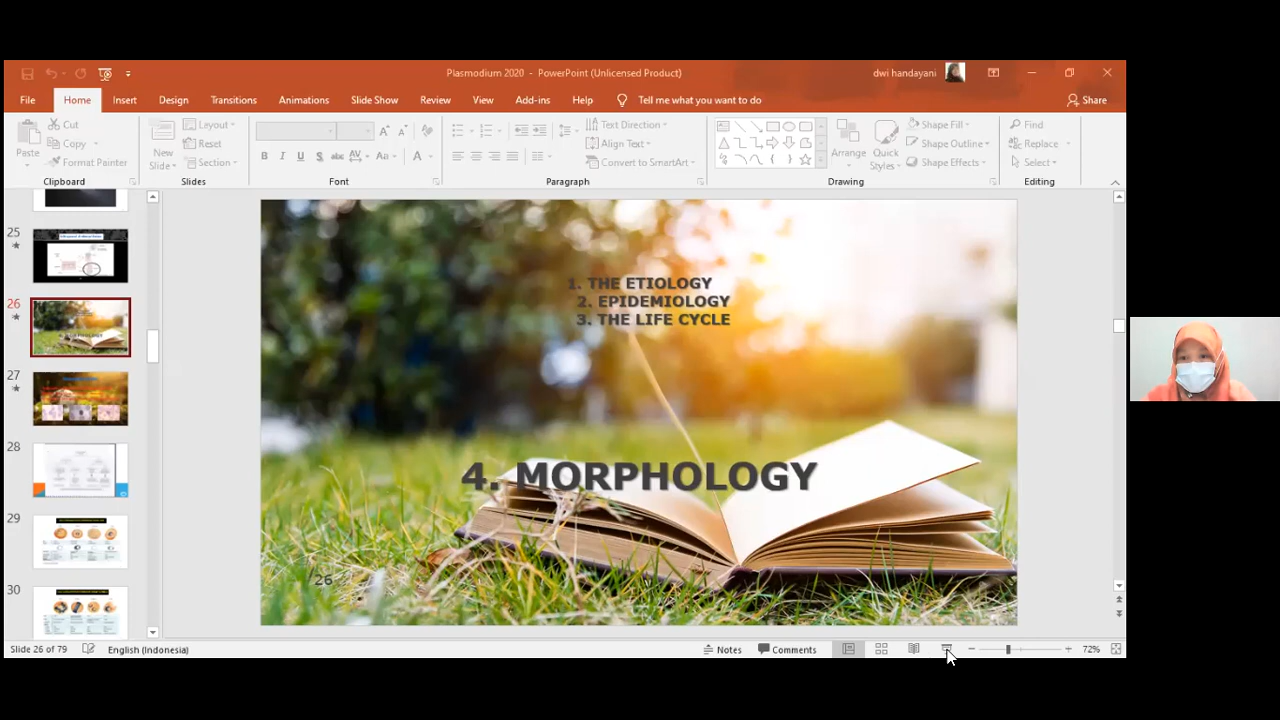 Plasmodium 2020 - PowerPoint (Unlicensed Product)
dwi handayani
File Home Insert Design Transitions Animations Slide Show Review View Add-ins Help Tell me what you want to do Share
Paste
Cut
Copy
Format Painter
Clipboard
New Slide
Layout
Reset
Section
Slides
B I U S abc AV Aa A
Font
Text Direction
Align Text
Convert to SmartArt
Paragraph
Arrange
Quick Styles
Shape Fill
Shape Outline
Shape Effects
Drawing
Find
Replace
Select
Editing
25
26
27
28
29
30
1. THE ETIOLOGY
2. EPIDEMIOLOGY
3. THE LIFE CYCLE
4. MORPHOLOGY
/26
Slide 26 of 79 English (Indonesia) Notes Comments 72%